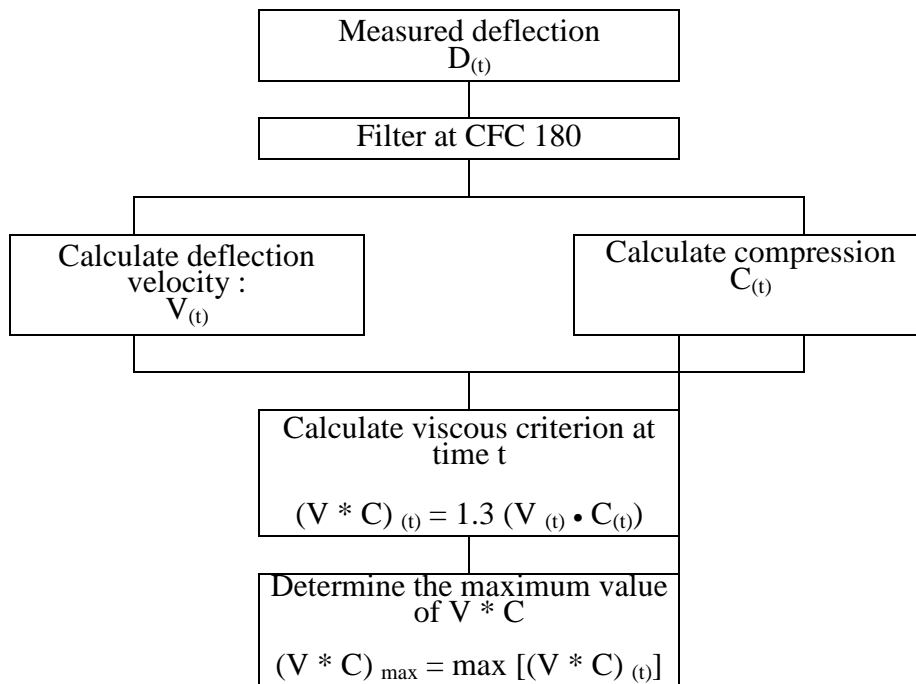 Measured deflection
D(t)
Filter at CFC 180
Calculate deflection
velocity :
V(t)
Calculate compression
C(t)
Calculate viscous criterion at
time t
(V * C) (t) = 1.3 (V (t) • C(t))
Determine the maximum value
of V * C
(V * C) max = max [(V * C) (t)]